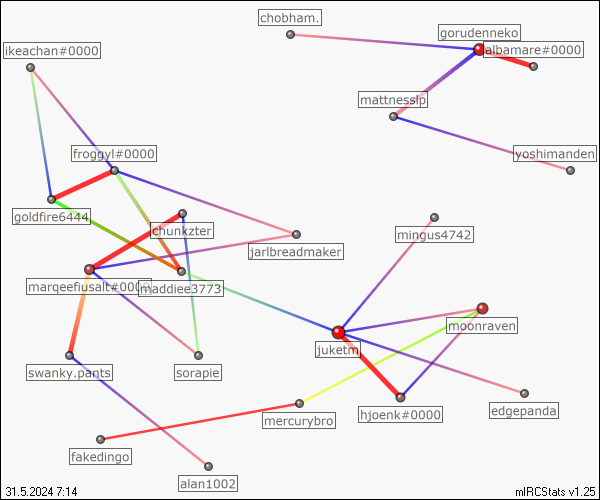 chobham.
gorudenneko
ikeachan#0000
albamare#0000
mattnesslp
froggyl#0000
yoshimanden
goldfire6444
chunkzter
mingus4742
jarlbreadmaker
marqeefiusalt#0000
maddiee3773
moonraven
juketm
swanky.pants
sorapie
hjoenk#0000
edgepanda
mercurybro
fakedingo
alan1002
31.5.2024 7:14
mIRCStats v1.25